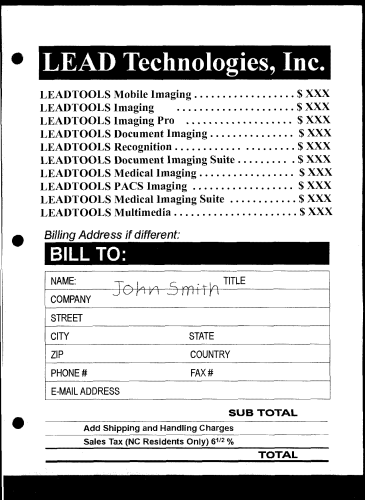 LEAD Technologies, Inc.
LEADTOOLS Mobile Imaging . . . . . . . . . . . . . . . . . . $ XXX
LEADTOOLS Imaging . . . . . . . . . . . . . . . . . . . . . $ XXX
LEADTOOLS Imaging Pro . . . . . . . . . . . . . . . . . . . $ XXX
LEADTOOLS Document Imaging . . . . . . . . . . . . . . . $ XXX
LEADTOOLS Recognition . . . . . . . . . . . . . . . . . . . . . $ XXX
LEADTOOLS Document Imaging Suite . . . . . . . . . . $ XXX
LEADTOOLS Medical Imaging . . . . . . . . . . . . . . . . . $ XXX
LEADTOOLS PACS Imaging . . . . . . . . . . . . . . . . . . $ XXX
LEADTOOLS Medical Imaging Suite . . . . . . . . . . . . $ XXX
LEADTOOLS Multimedia . . . . . . . . . . . . . . . . . . . . . . $ XXX
Billing Address if different:
BILL TO:
NAME: John Smith TITLE
COMPANY
STREET
CITY STATE
ZIP COUNTRY
PHONE # FAX #
E-MAIL ADDRESS
SUB TOTAL
Add Shipping and Handling Charges
Sales Tax (NC Residents Only) 6¹/² %
TOTAL